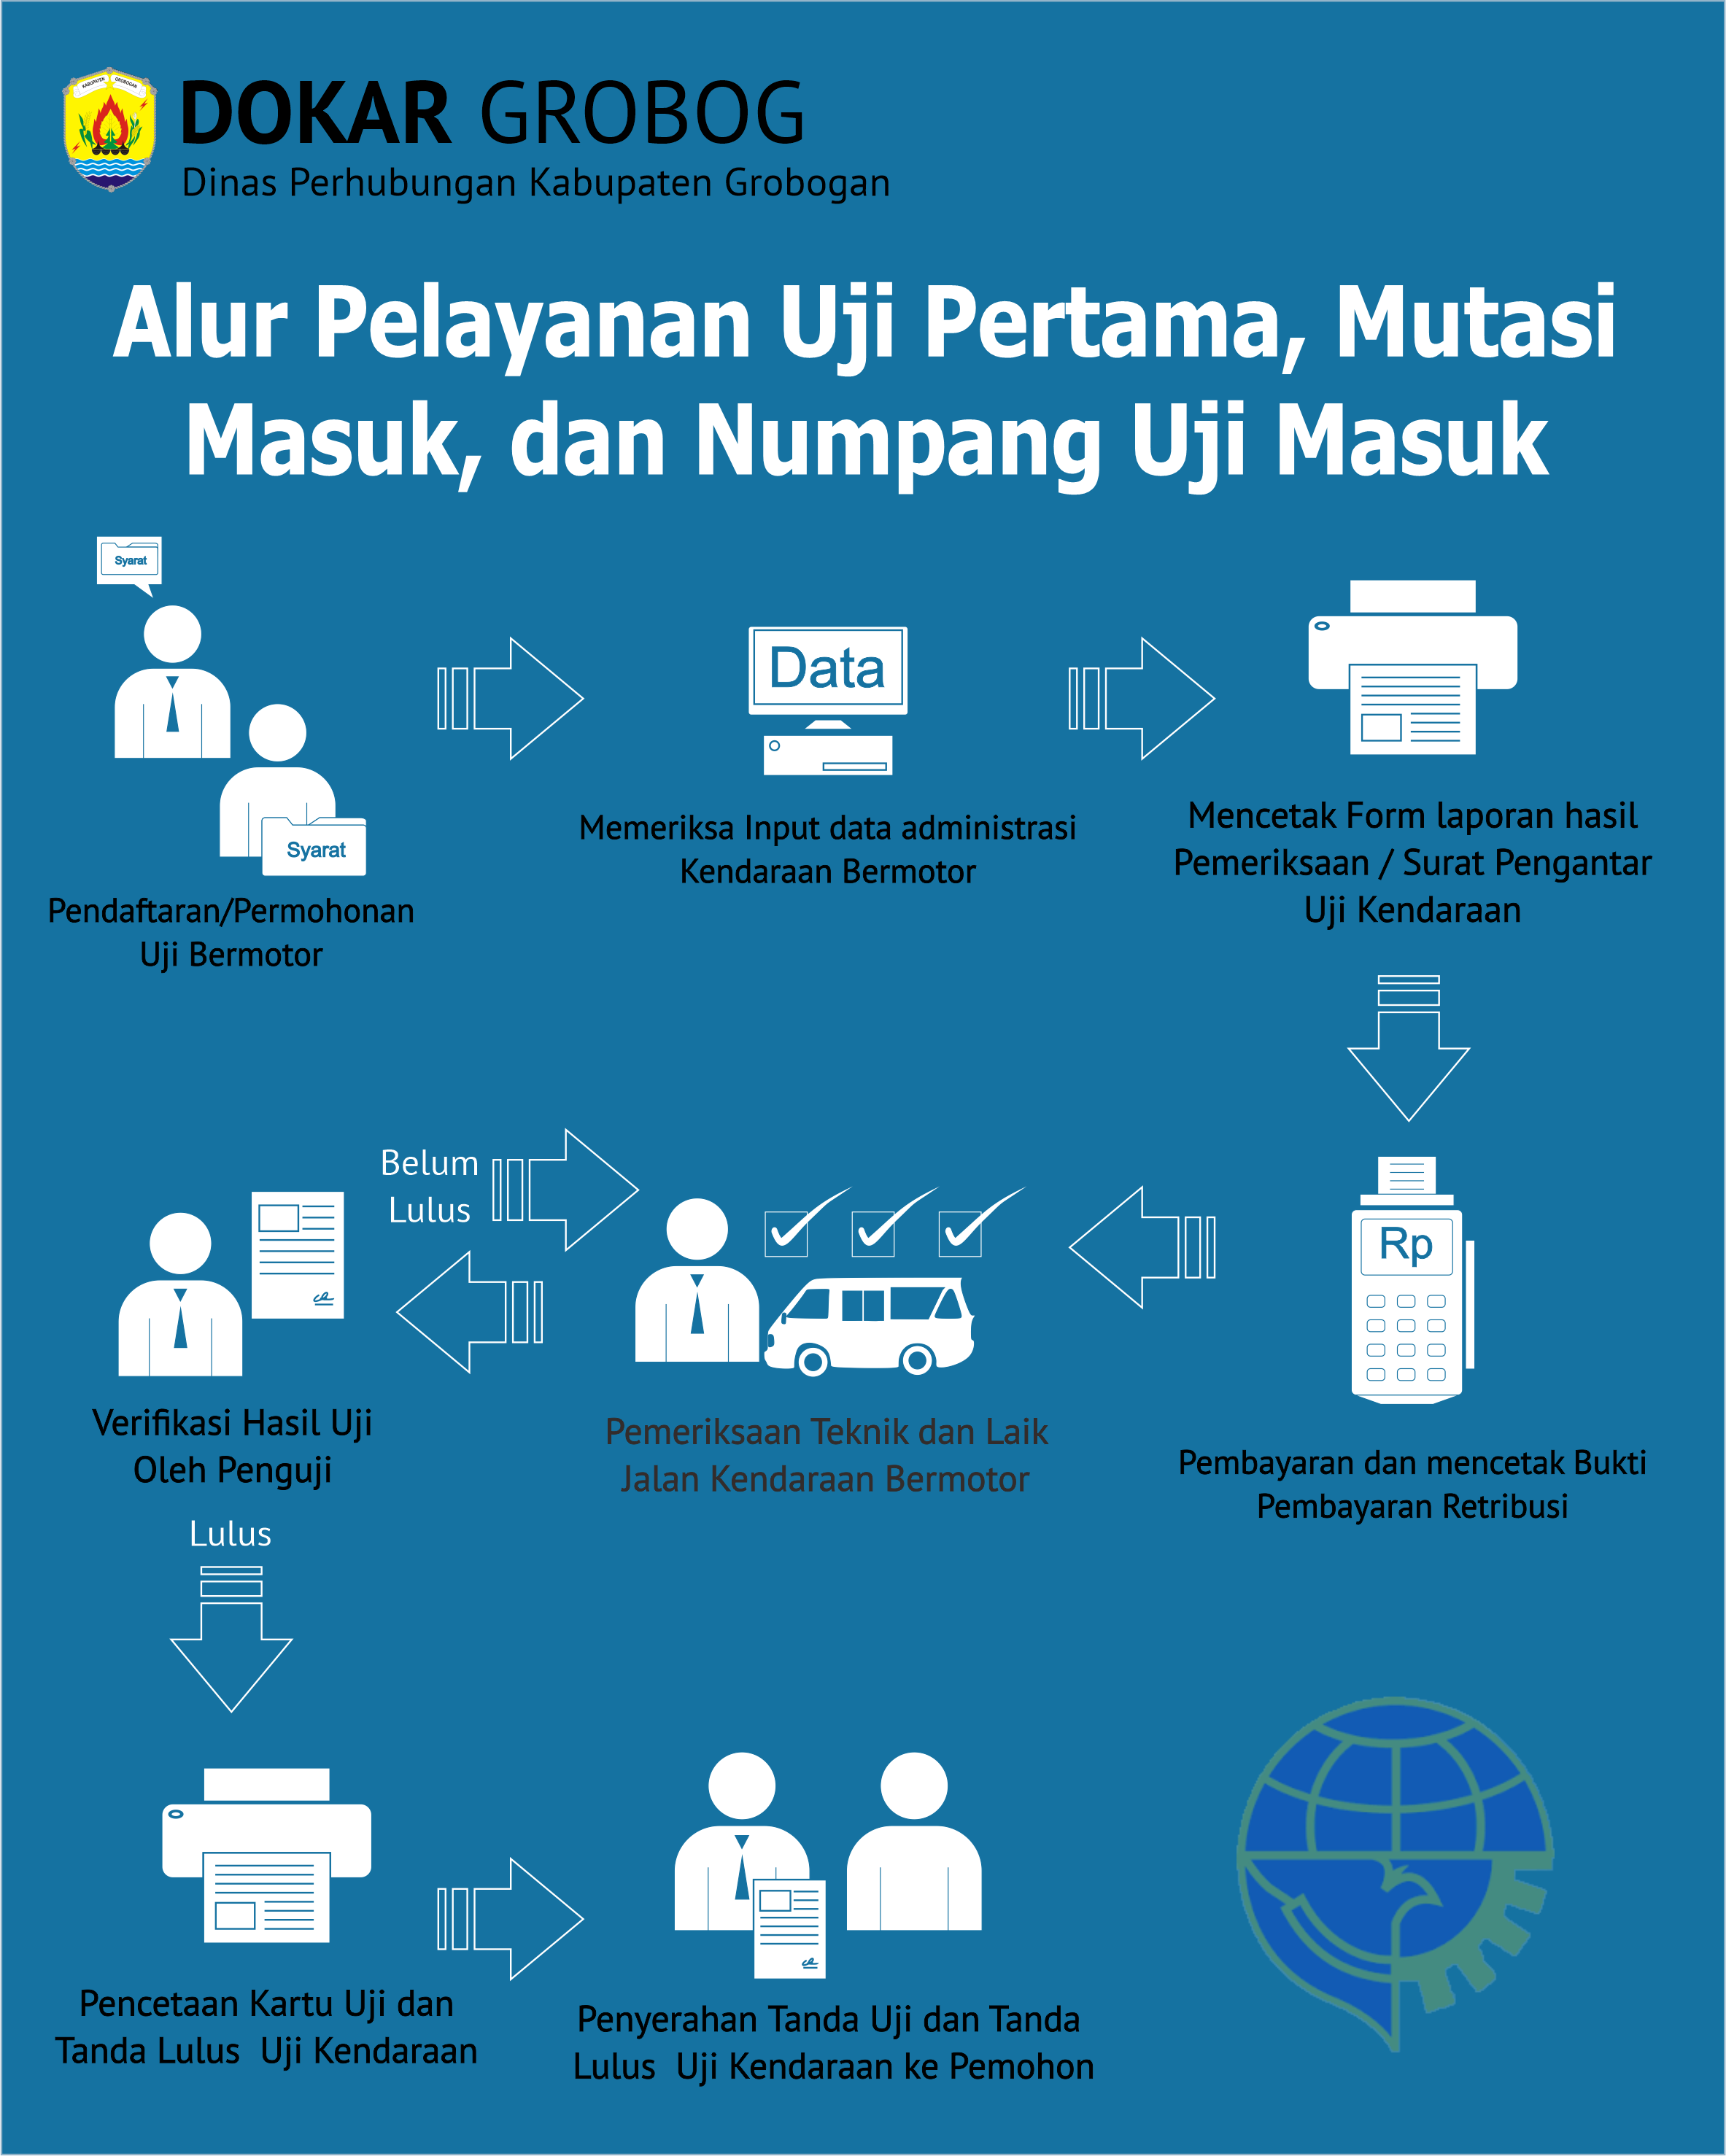 KABUPATEN GROBOGAN
DOKAR GROBOG
Dinas Perhubungan Kabupaten Grobogan
Alur Pelayanan Uji Pertama, Mutasi
Masuk, dan Numpang Uji Masuk
Syarat
Syarat
Pendaftaran/Permohonan
Uji Bermotor
Data
Memeriksa Input data administrasi
Kendaraan Bermotor
Mencetak Form laporan hasil
Pemeriksaan / Surat Pengantar
Uji Kendaraan
Rp
Pembayaran dan mencetak Bukti
Pembayaran Retribusi
Pemeriksaan Teknik dan Laik
Jalan Kendaraan Bermotor
Belum
Lulus
Verifikasi Hasil Uji
Oleh Penguji
Lulus
Pencetaan Kartu Uji dan
Tanda Lulus  Uji Kendaraan
Penyerahan Tanda Uji dan Tanda
Lulus  Uji Kendaraan ke Pemohon